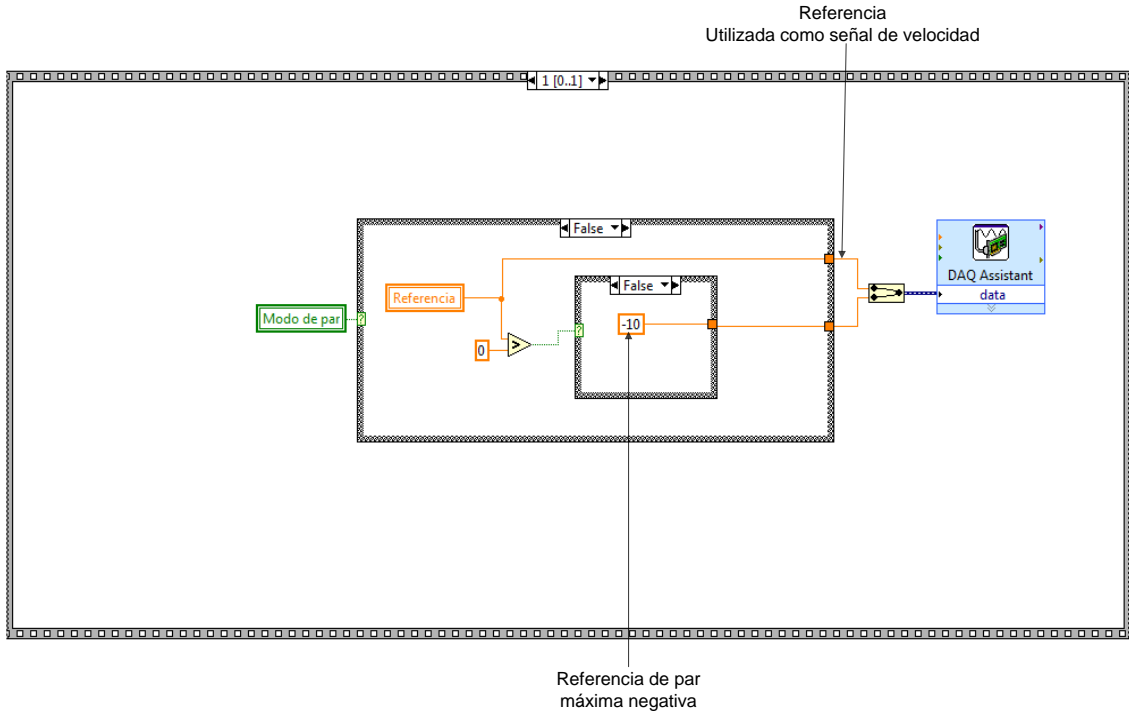 Referencia
Utilizada como señal de velocidad
1 [0..1]
False
DAQ Assistant
data
False
Referencia
Modo de par
?
?
-10
0
>
Referencia de par
máxima negativa